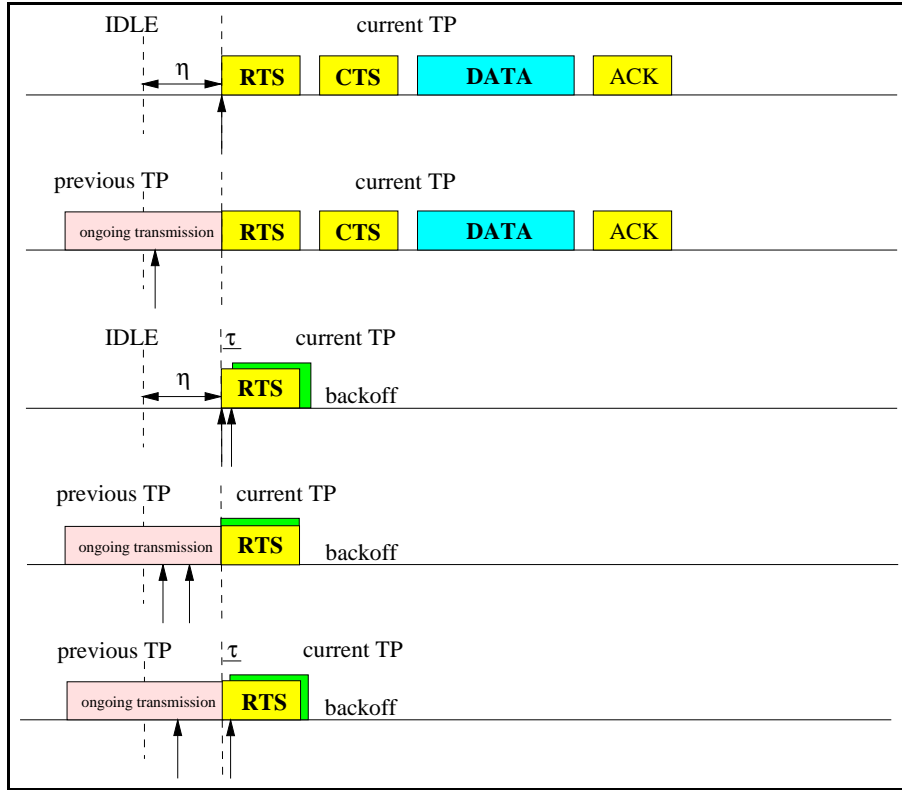 IDLE current TP
η RTS CTS DATA ACK
previous TP current TP
ongoing transmission RTS CTS DATA ACK
IDLE τ current TP
η RTS backoff
previous TP current TP
ongoing transmission RTS backoff
previous TP τ current TP
ongoing transmission RTS backoff